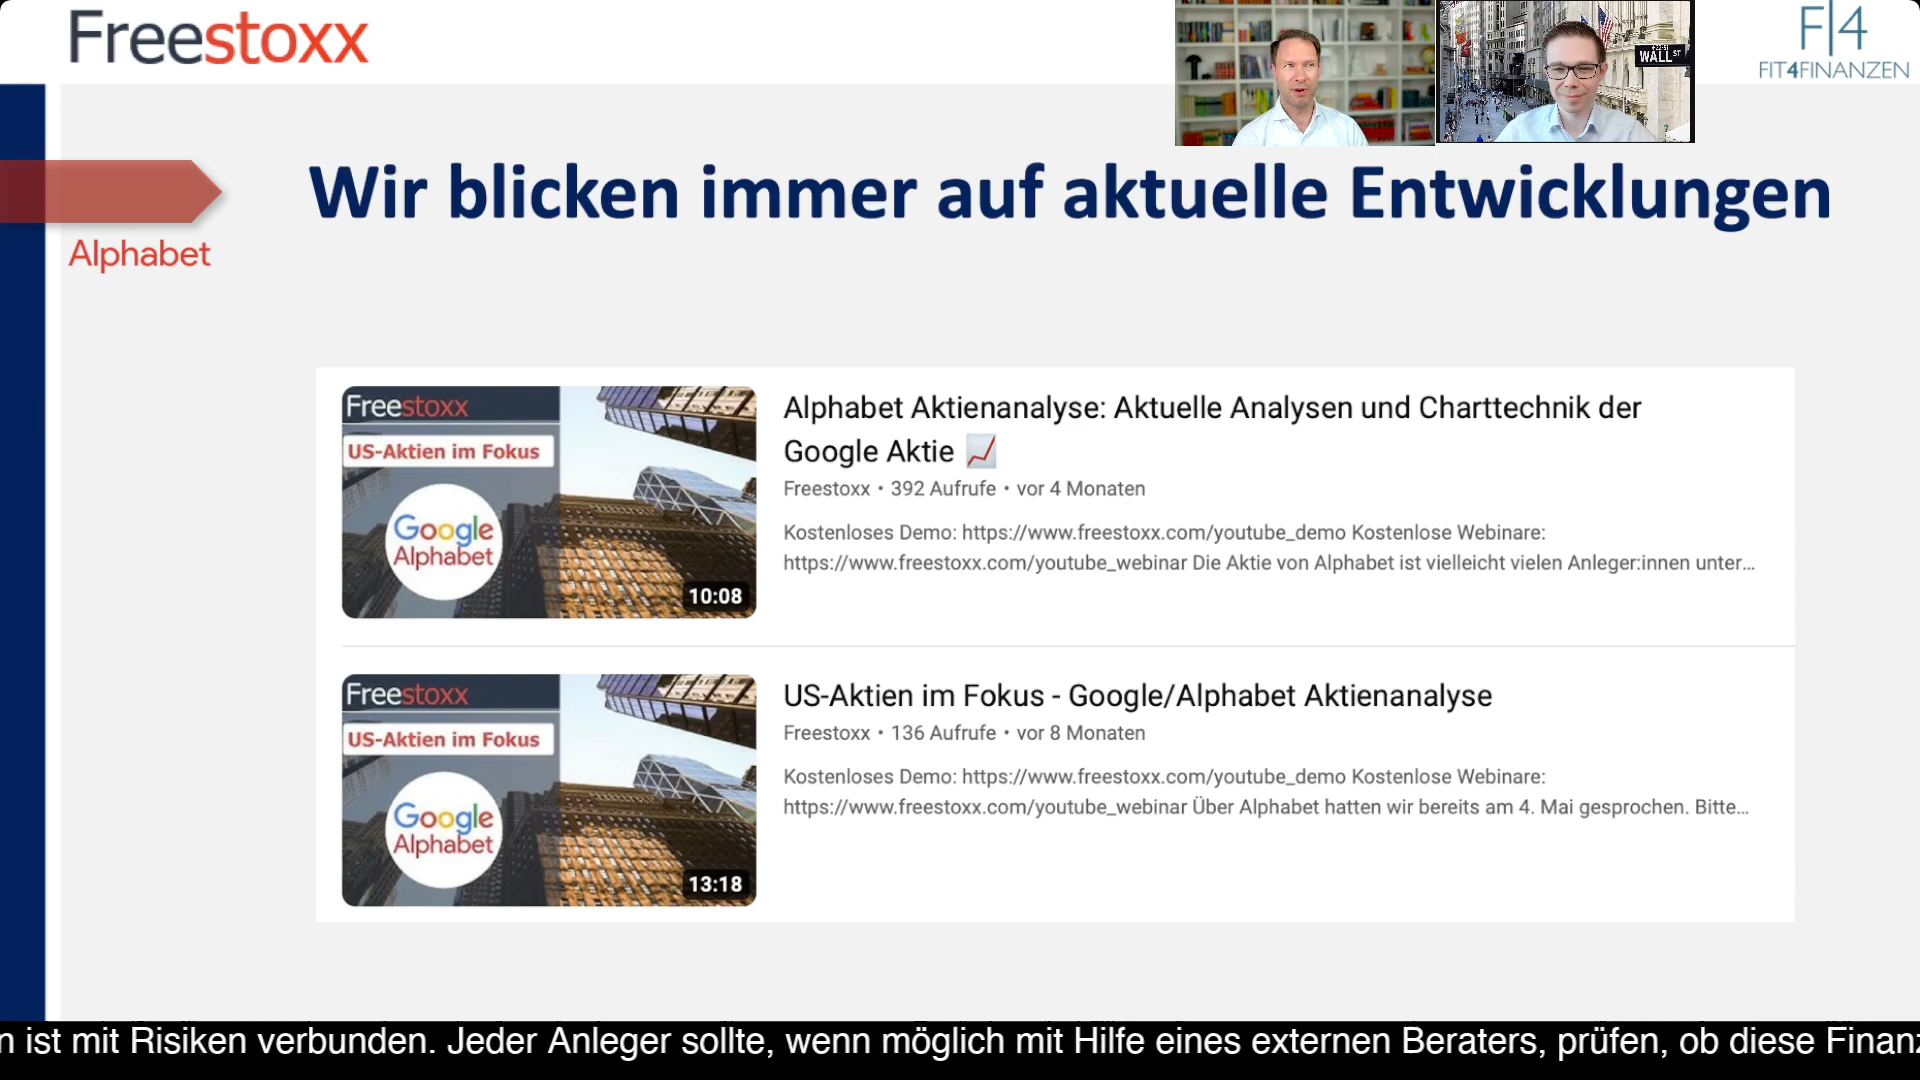 Freestoxx
WALL ST
F|4
FIT4FINANZEN
Wir blicken immer auf aktuelle Entwicklungen
Alphabet
Freestoxx
US-Aktien im Fokus
Google
Alphabet
10:08
Alphabet Aktienanalyse: Aktuelle Analysen und Charttechnik der
Google Aktie 📈
Freestoxx • 392 Aufrufe • vor 4 Monaten
Kostenloses Demo: https://www.freestoxx.com/youtube_demo Kostenlose Webinare:
https://www.freestoxx.com/youtube_webinar Die Aktie von Alphabet ist vielleicht vielen Anleger:innen unter...
Freestoxx
US-Aktien im Fokus
Google
Alphabet
13:18
US-Aktien im Fokus - Google/Alphabet Aktienanalyse
Freestoxx • 136 Aufrufe • vor 8 Monaten
Kostenloses Demo: https://www.freestoxx.com/youtube_demo Kostenlose Webinare:
https://www.freestoxx.com/youtube_webinar Über Alphabet hatten wir bereits am 4. Mai gesprochen. Bitte...
n ist mit Risiken verbunden. Jeder Anleger sollte, wenn möglich mit Hilfe eines externen Beraters, prüfen, ob diese Finanz